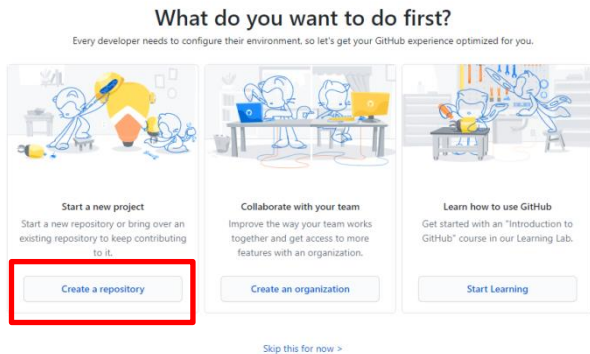 What do you want to do first?
Every developer needs to configure their environment, so let's get your GitHub experience optimized for you.
Start a new project
Start a new repository or bring over an
existing repository to keep contributing
to it.
Create a repository
Collaborate with your team
Improve the way your team works
together and get access to more
features with an organization.
Create an organization
Learn how to use GitHub
Get started with an "Introduction to
GitHub" course in our Learning Lab.
Start Learning
Skip this for now >